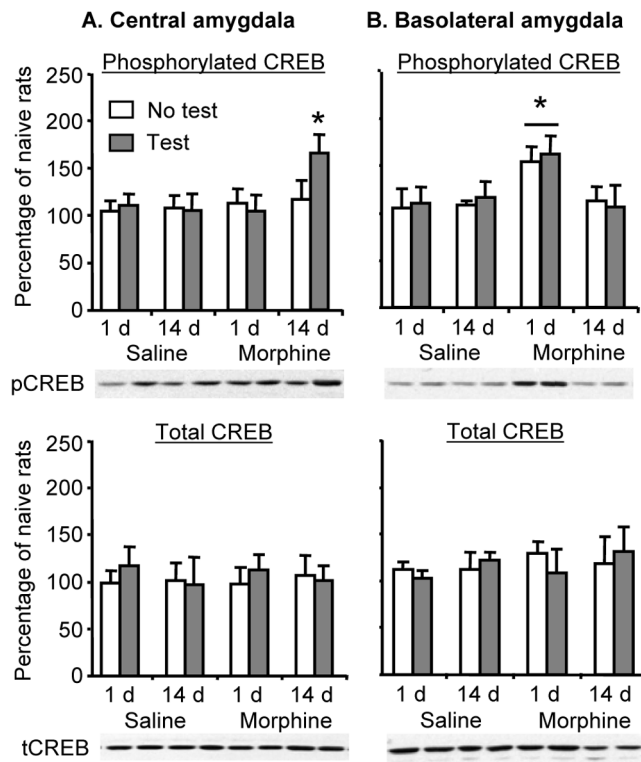 A. Central amygdala
Phosphorylated CREB
Percentage of naive rats
250
200
150
100
50
0
No test
Test
*
1 d 14 d 1 d 14 d
Saline Morphine
pCREB
Total CREB
Percentage of naive rats
250
200
150
100
50
0
1 d 14 d 1 d 14 d
Saline Morphine
tCREB
B. Basolateral amygdala
Phosphorylated CREB
*
1 d 14 d 1 d 14 d
Saline Morphine
Total CREB
1 d 14 d 1 d 14 d
Saline Morphine